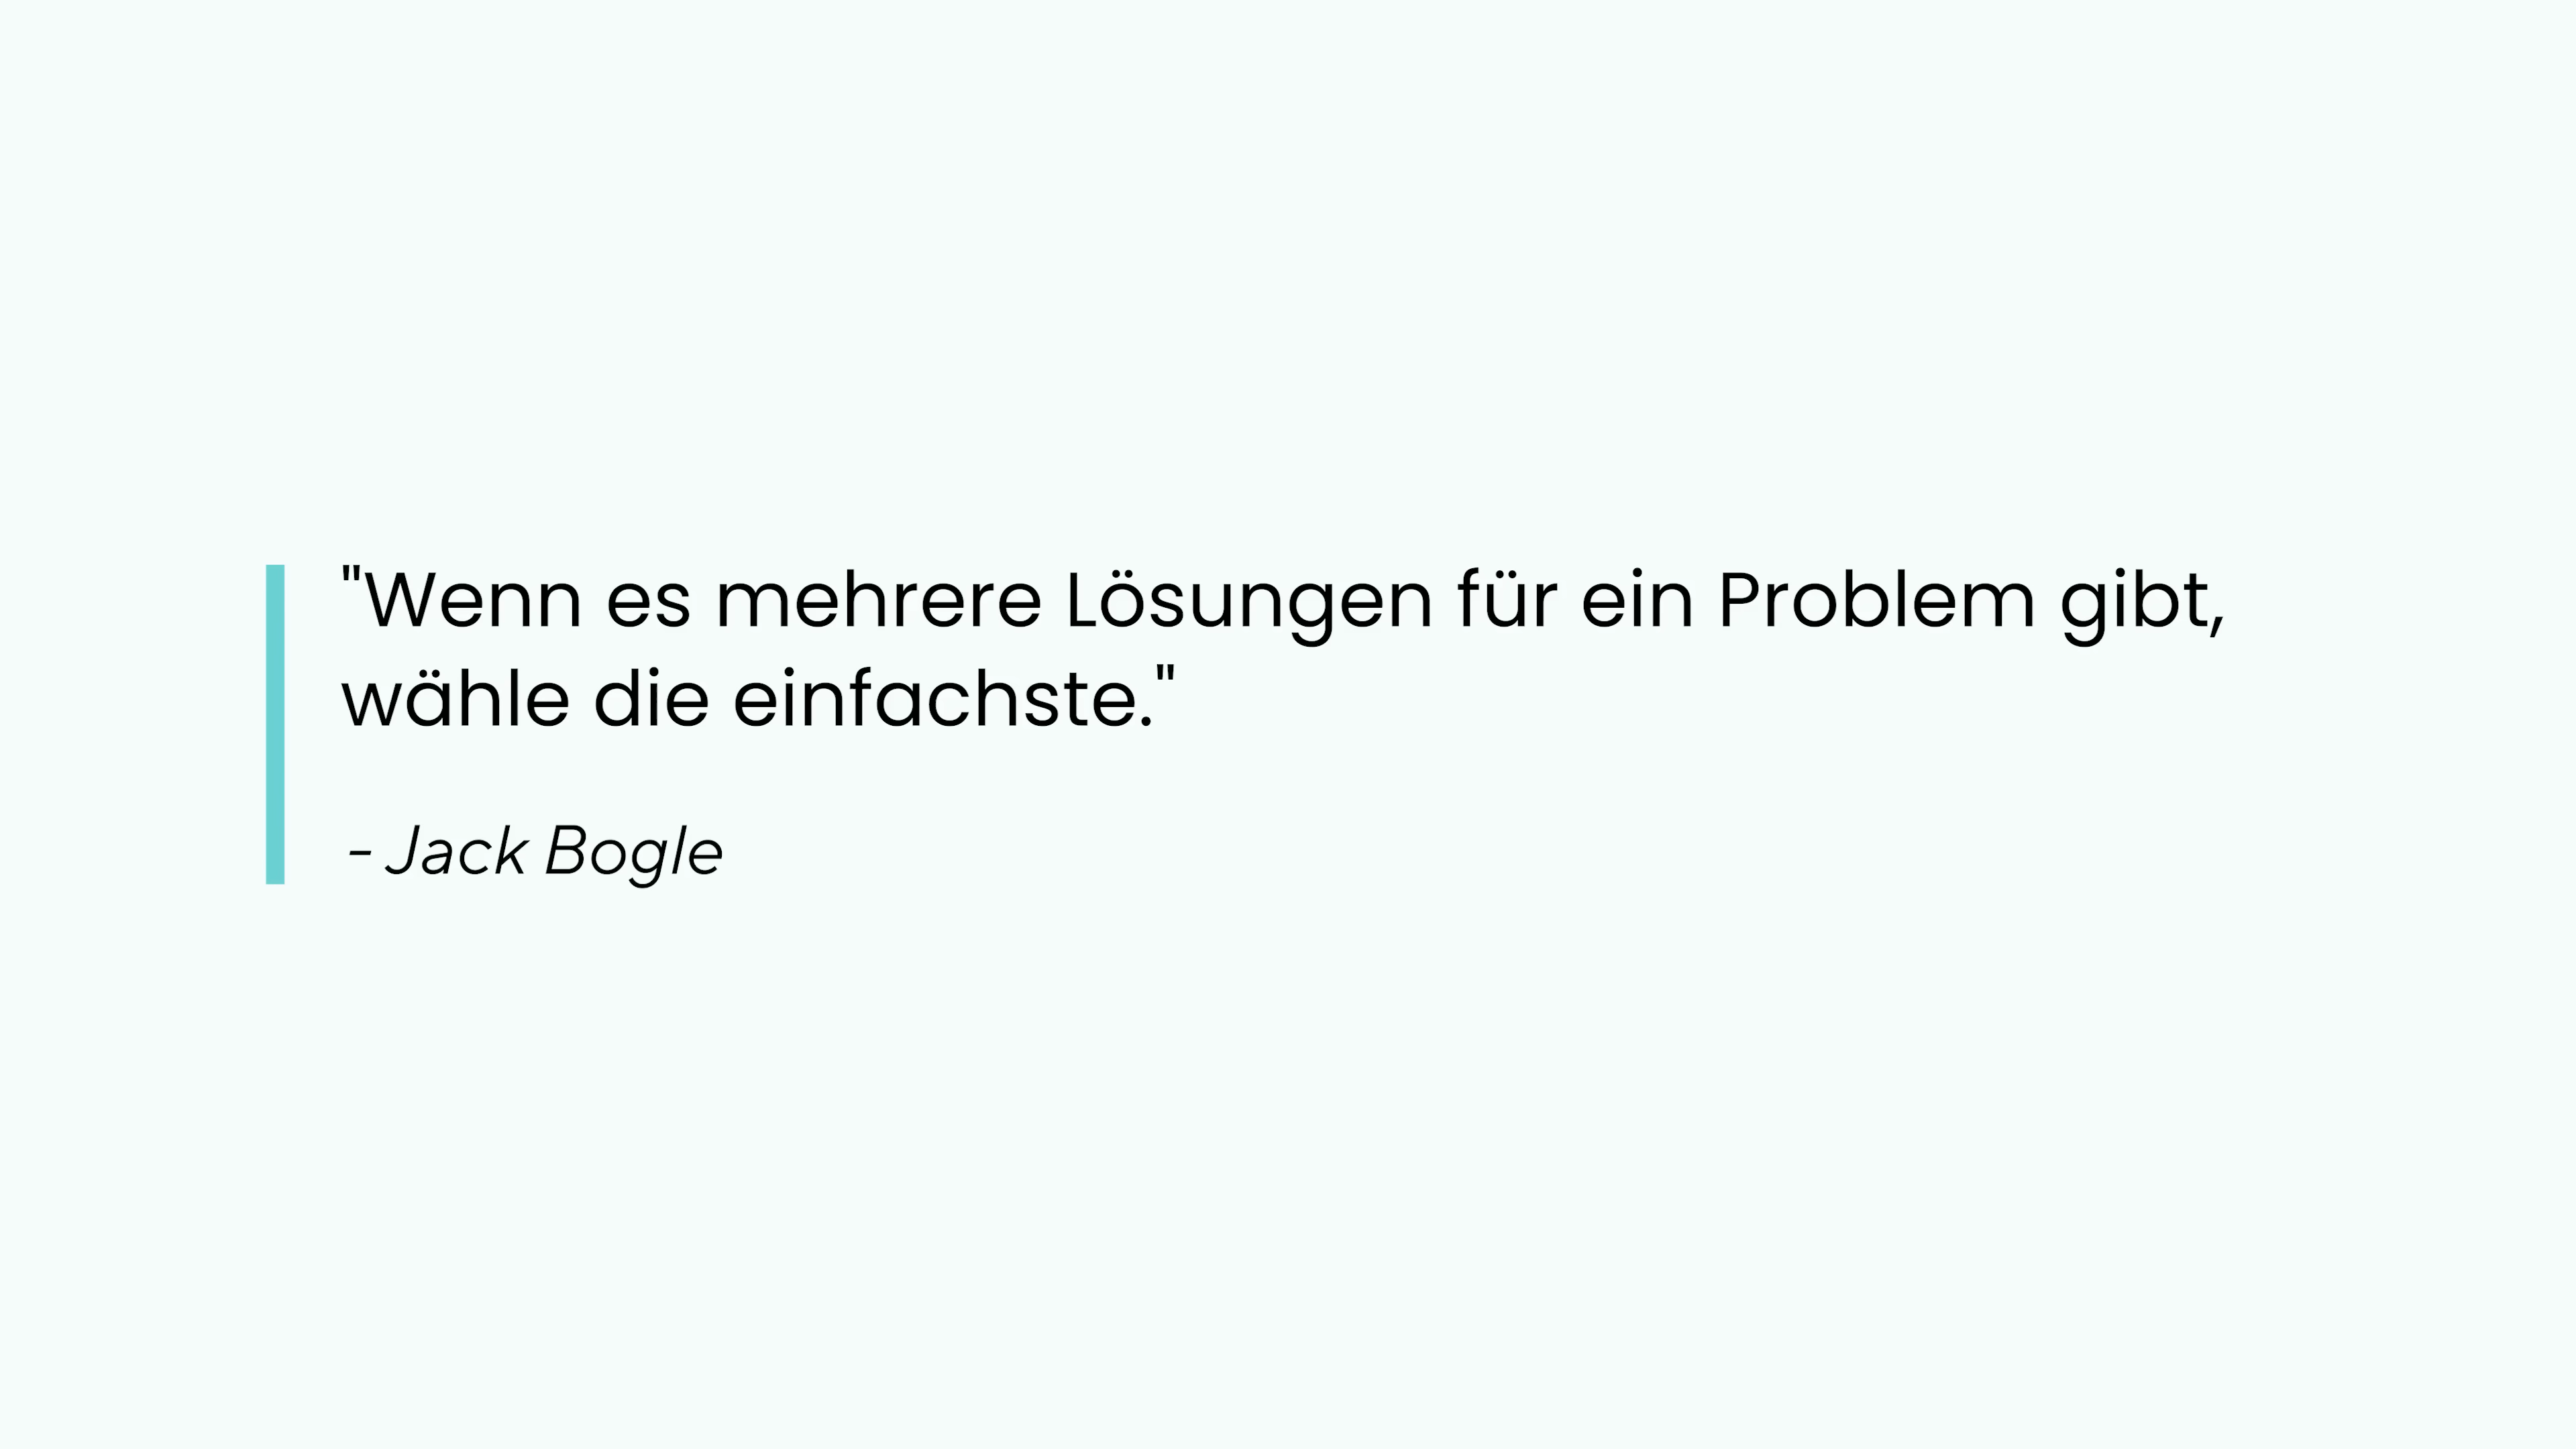 "Wenn es mehrere Lösungen für ein Problem gibt,
wähle die einfachste."
- Jack Bogle